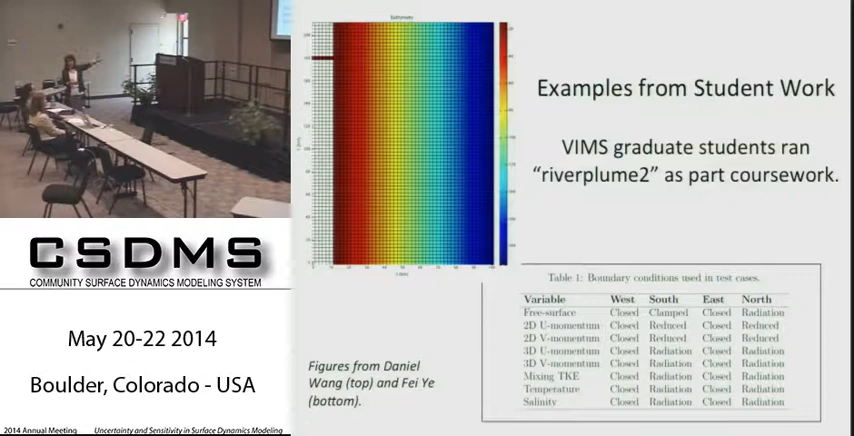 CSDMS
COMMUNITY SURFACE DYNAMICS MODELING SYSTEM
May 20-22 2014
Boulder, Colorado - USA
2014 Annual Meeting Uncertainty and Sensitivity in Surface Dynamics Modeling
Bathymetry
Examples from Student Work
VIMS graduate students ran
“riverplume2” as part coursework.
Table 1: Boundary conditions used in test cases.
Variable West South East North
Free-surface Closed Clamped Closed Radiation
2D U-momentum Closed Reduced Closed Reduced
2D V-momentum Closed Reduced Closed Reduced
3D U-momentum Closed Radiation Closed Radiation
3D V-momentum Closed Radiation Closed Radiation
Mixing TKE Closed Radiation Closed Radiation
Temperature Closed Radiation Closed Radiation
Salinity Closed Radiation Closed Radiation
Figures from Daniel
Wang (top) and Fei Ye
(bottom).